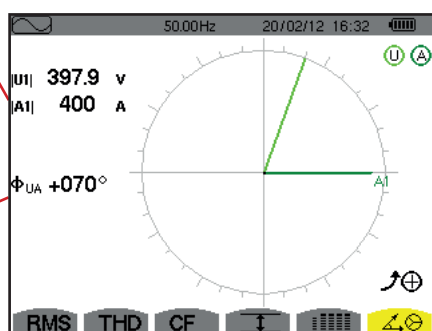 50.00Hz 20/02/12 16:32
|U1| 397.9 V
|A1| 400 A
U A
A1
ΦUA +070°
RMS THD CF